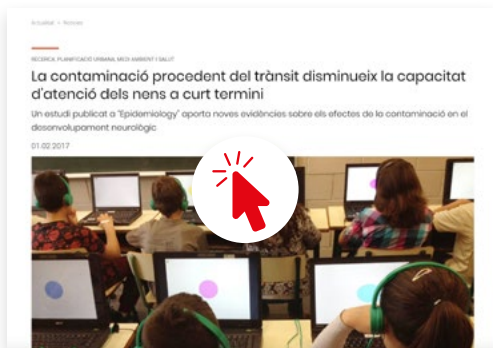 Actualitat > Notícies
RECERCA, PLANIFICACIÓ URBANA, MEDI AMBIENT I SALUT
La contaminació procedent del trànsit disminueix la capacitat
d'atenció dels nens a curt termini
Un estudi publicat a "Epidemiology" aporta noves evidències sobre els efectes de la contaminació en el
desenvolupament neurològic
01.02.2017